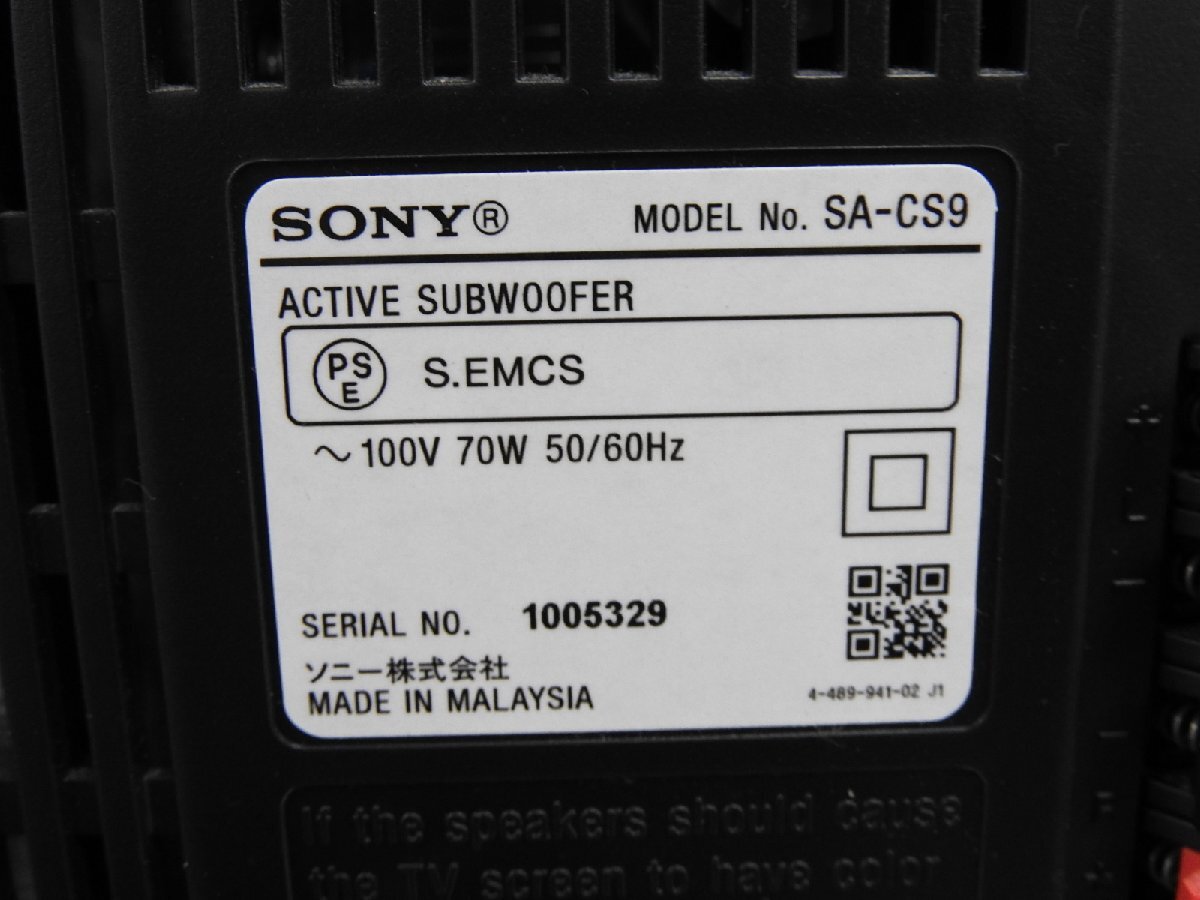 SONY® MODEL No. SA-CS9
ACTIVE SUBWOOFER
PSE S.EMCS
～100V 70W 50/60Hz
SERIAL NO. 1005329
ソニー株式会社
MADE IN MALAYSIA 4-489-941-02 J1
If the speakers should cause
the TV screen to have color